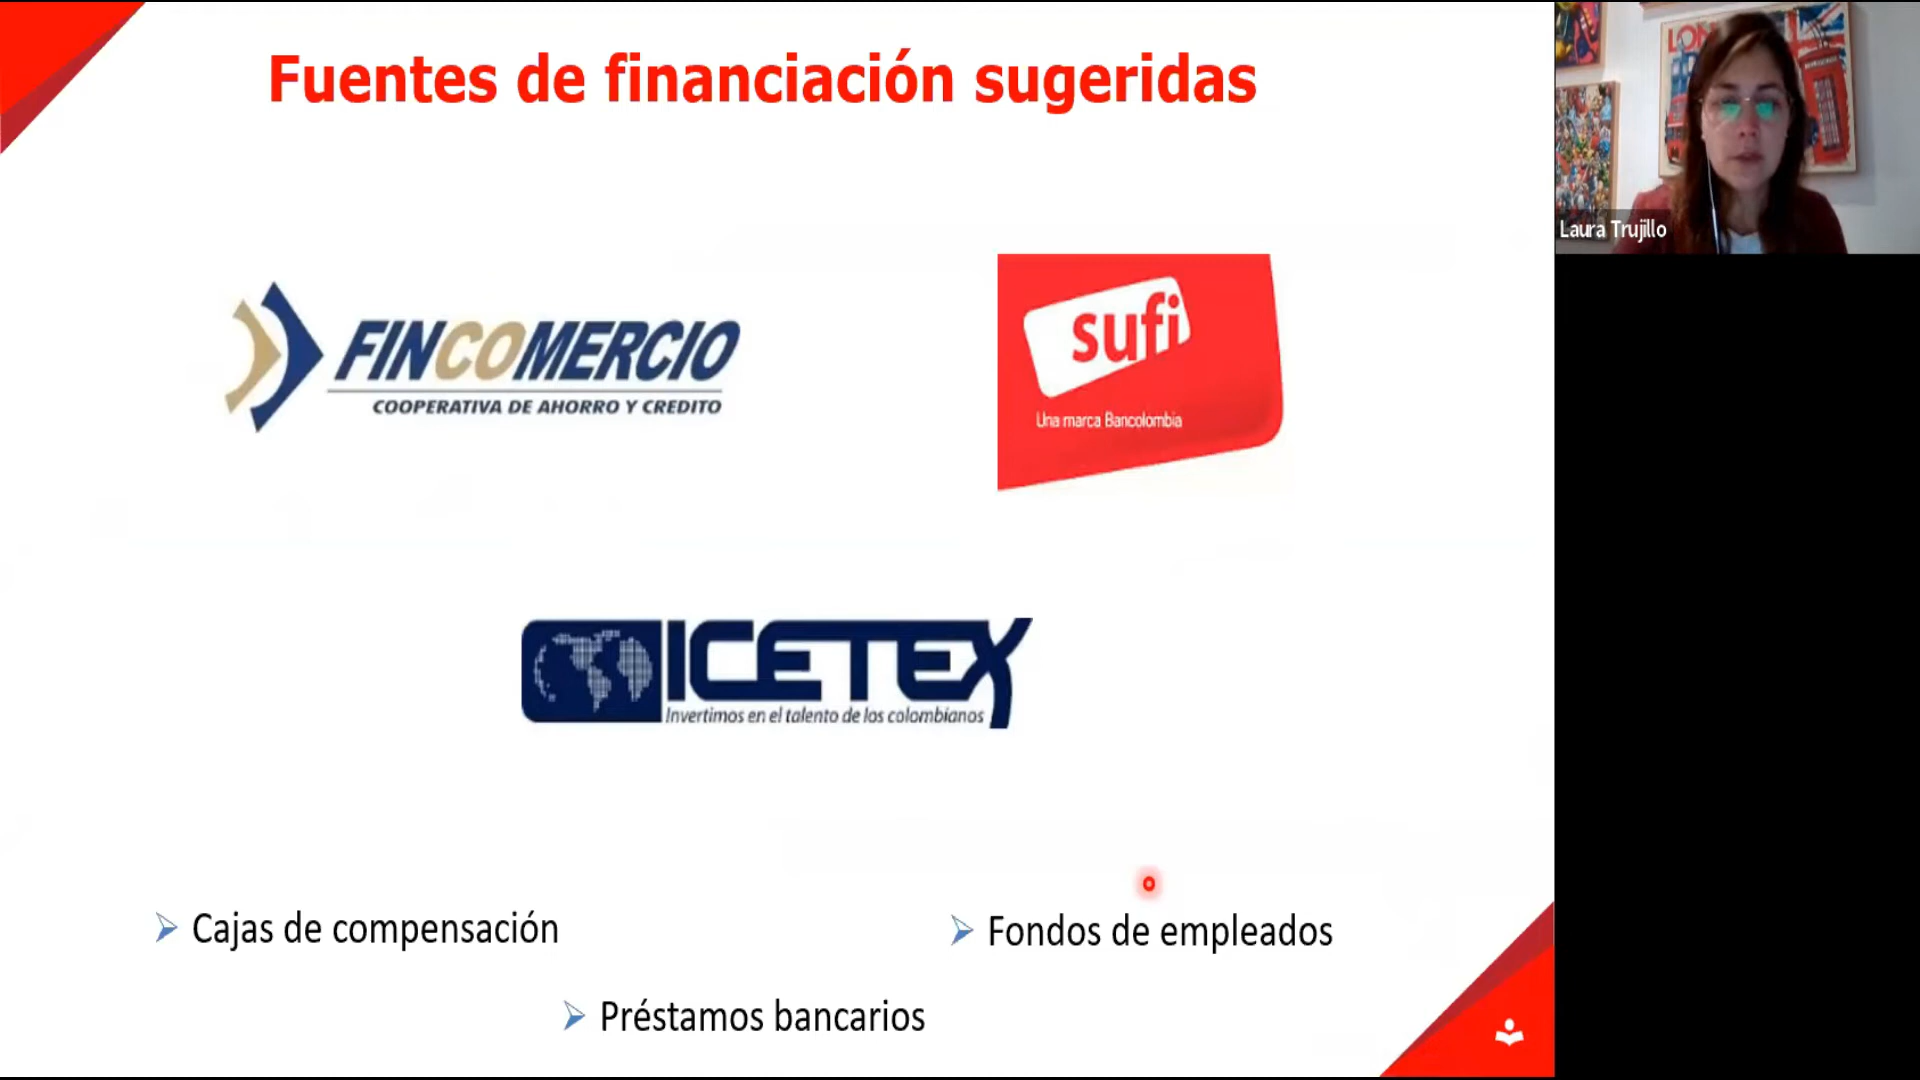 Fuentes de financiación sugeridas
LON
Laura Trujillo
FINCOMERCIO
COOPERATIVA DE AHORRO Y CREDITO
sufi
Una marca Bancolombia
ICETEX
Invertimos en el talento de los colombianos
Cajas de compensación
Fondos de empleados
Préstamos bancarios